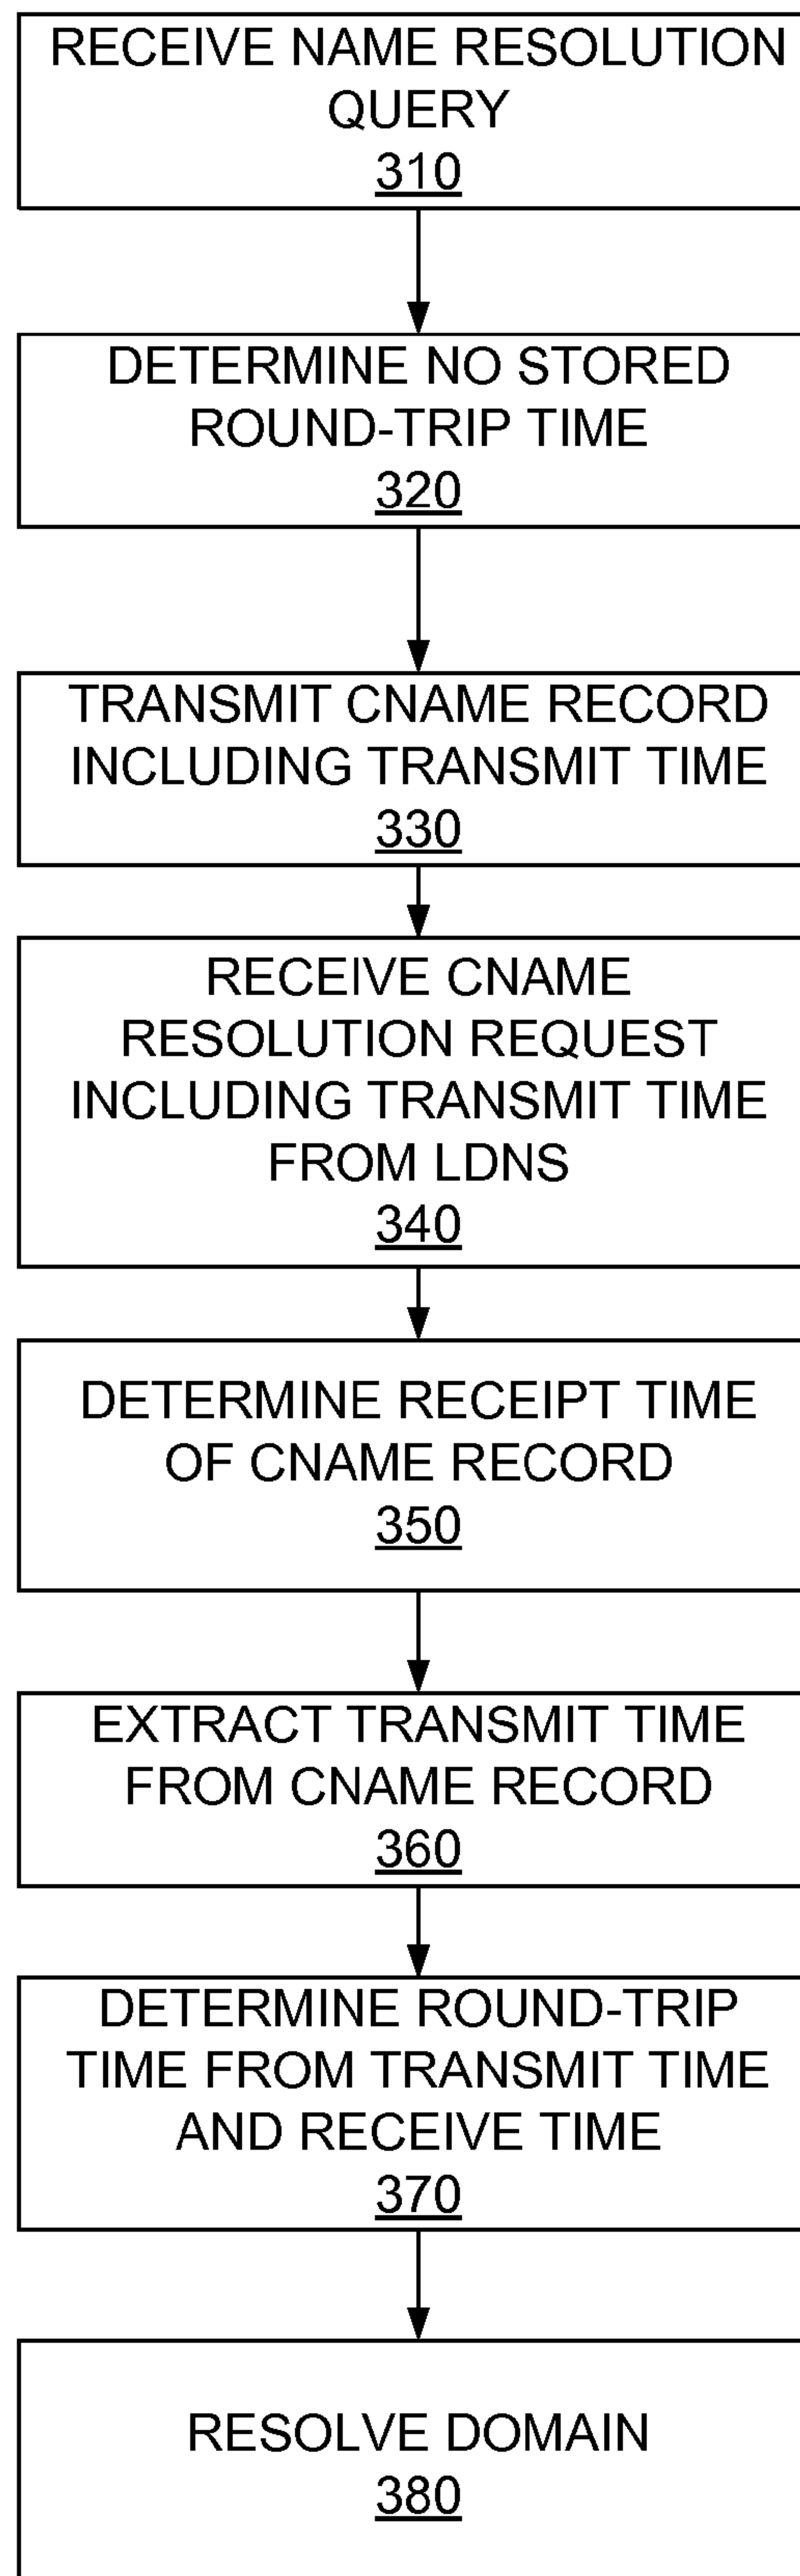 RECEIVE NAME RESOLUTION
QUERY
310
DETERMINE NO STORED
ROUND-TRIP TIME
320
TRANSMIT CNAME RECORD
INCLUDING TRANSMIT TIME
330
RECEIVE CNAME
RESOLUTION REQUEST
INCLUDING TRANSMIT TIME
FROM LDNS
340
DETERMINE RECEIPT TIME
OF CNAME RECORD
350
EXTRACT TRANSMIT TIME
FROM CNAME RECORD
360
DETERMINE ROUND-TRIP
TIME FROM TRANSMIT TIME
AND RECEIVE TIME
370
RESOLVE DOMAIN
380